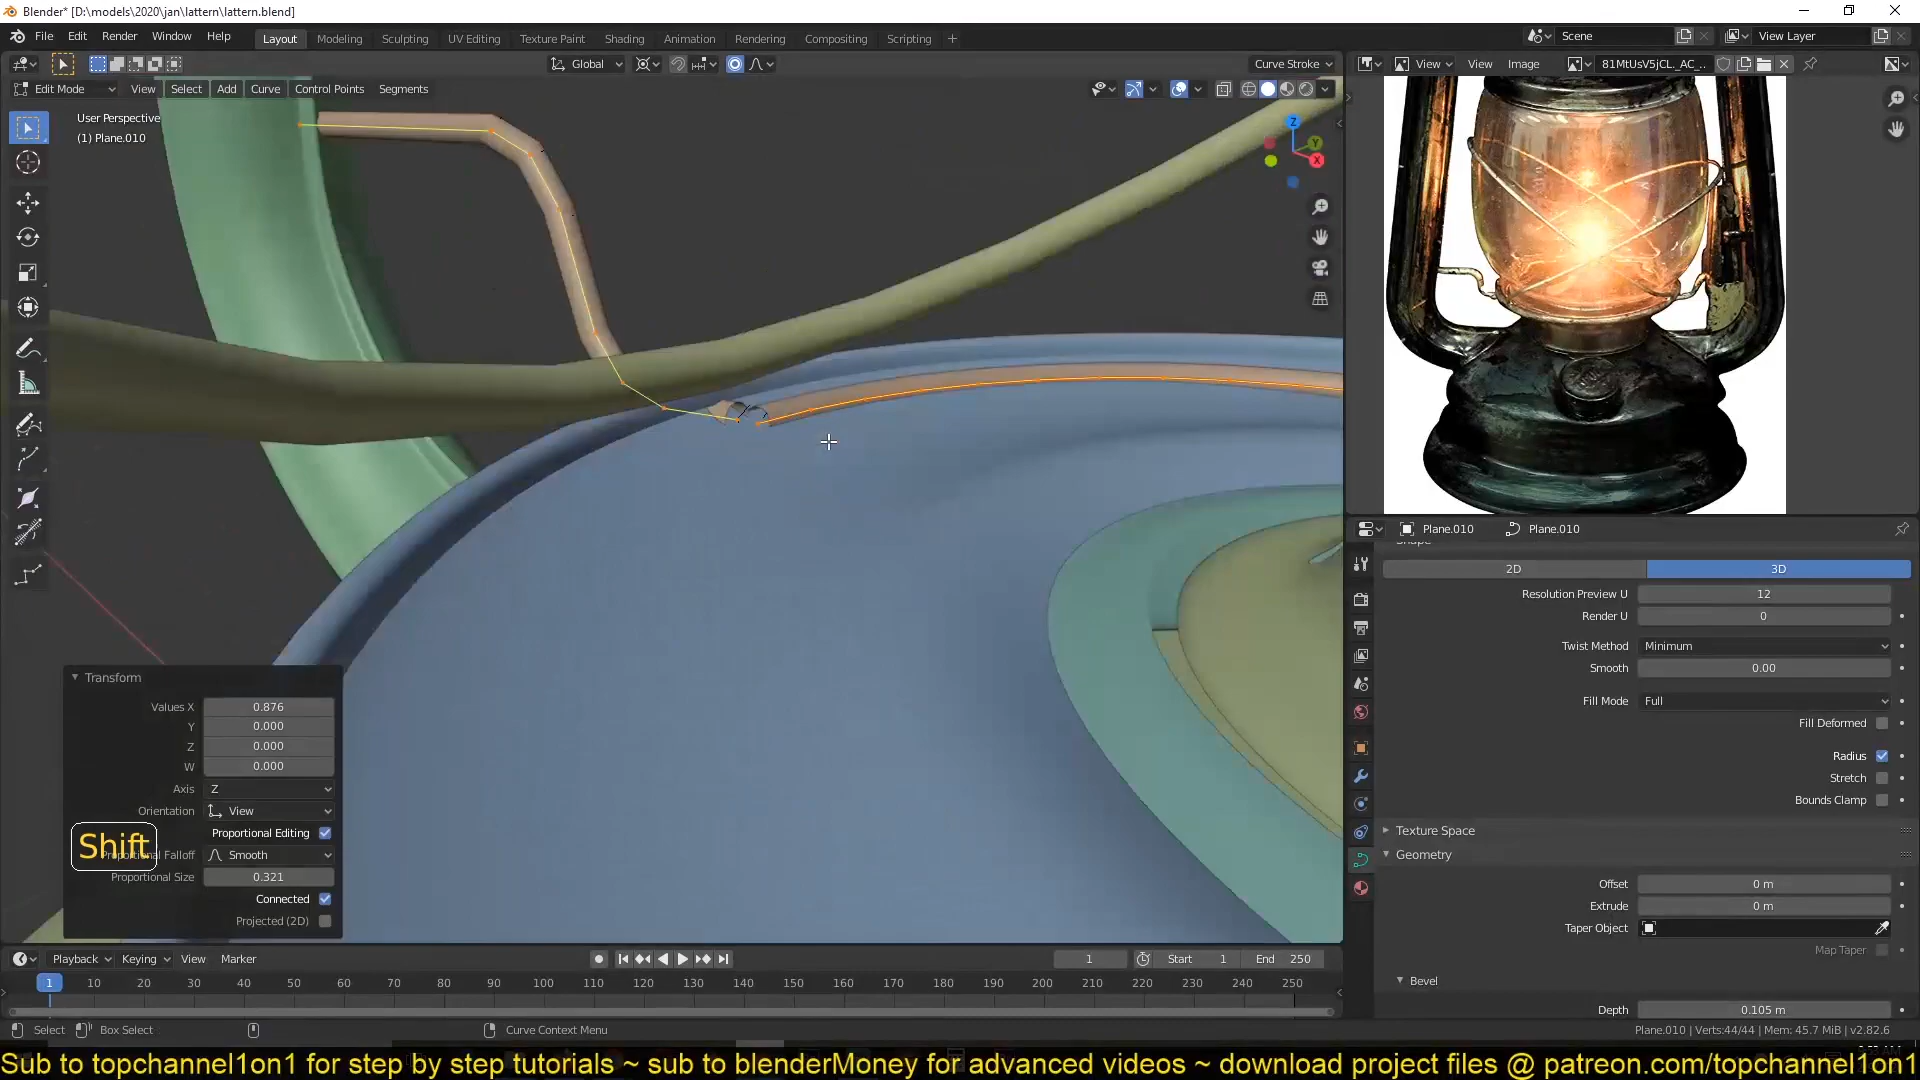 Blender* [D:\models\2020\jan\lattern\lattern.blend]
File Edit Render Window Help
Layout Modeling Sculpting UV Editing Texture Paint Shading Animation Rendering Compositing Scripting
Scene
View Layer
Global
Curve Stroke
View Image
81MtUsV5jCL._AC_..
Edit Mode View Select Add Curve Control Points Segments
User Perspective
(1) Plane.010
Z
Y
X
Plane.010 Plane.010
2D 3D
Resolution Preview U 12
Render U 0
Twist Method Minimum
Smooth 0.00
Fill Mode Full
Fill Deformed
Radius
Stretch
Bounds Clamp
Texture Space
Geometry
Offset 0 m
Extrude 0 m
Taper Object
Map Taper
Bevel
Depth 0.105 m
Transform
Values X 0.876
Y 0.000
Z 0.000
W 0.000
Axis Z
Orientation View
Proportional Editing
Shift
Falloff Smooth
Proportional Size 0.321
Connected
Projected (2D)
Playback Keying View Marker
1
Start 1
End 250
1 10 20 30 40 50 60 70 80 90 100 110 120 130 140 150 160 170 180 190 200 210 220 230 240 250
Select Box Select Curve Context Menu
Plane.010 | Verts:44/44 | Mem: 45.7 MiB | v2.82.6
Sub to topchannel1on1 for step by step tutorials ~ sub to blenderMoney for advanced videos ~ download project files @ patreon.com/topchannel1on1